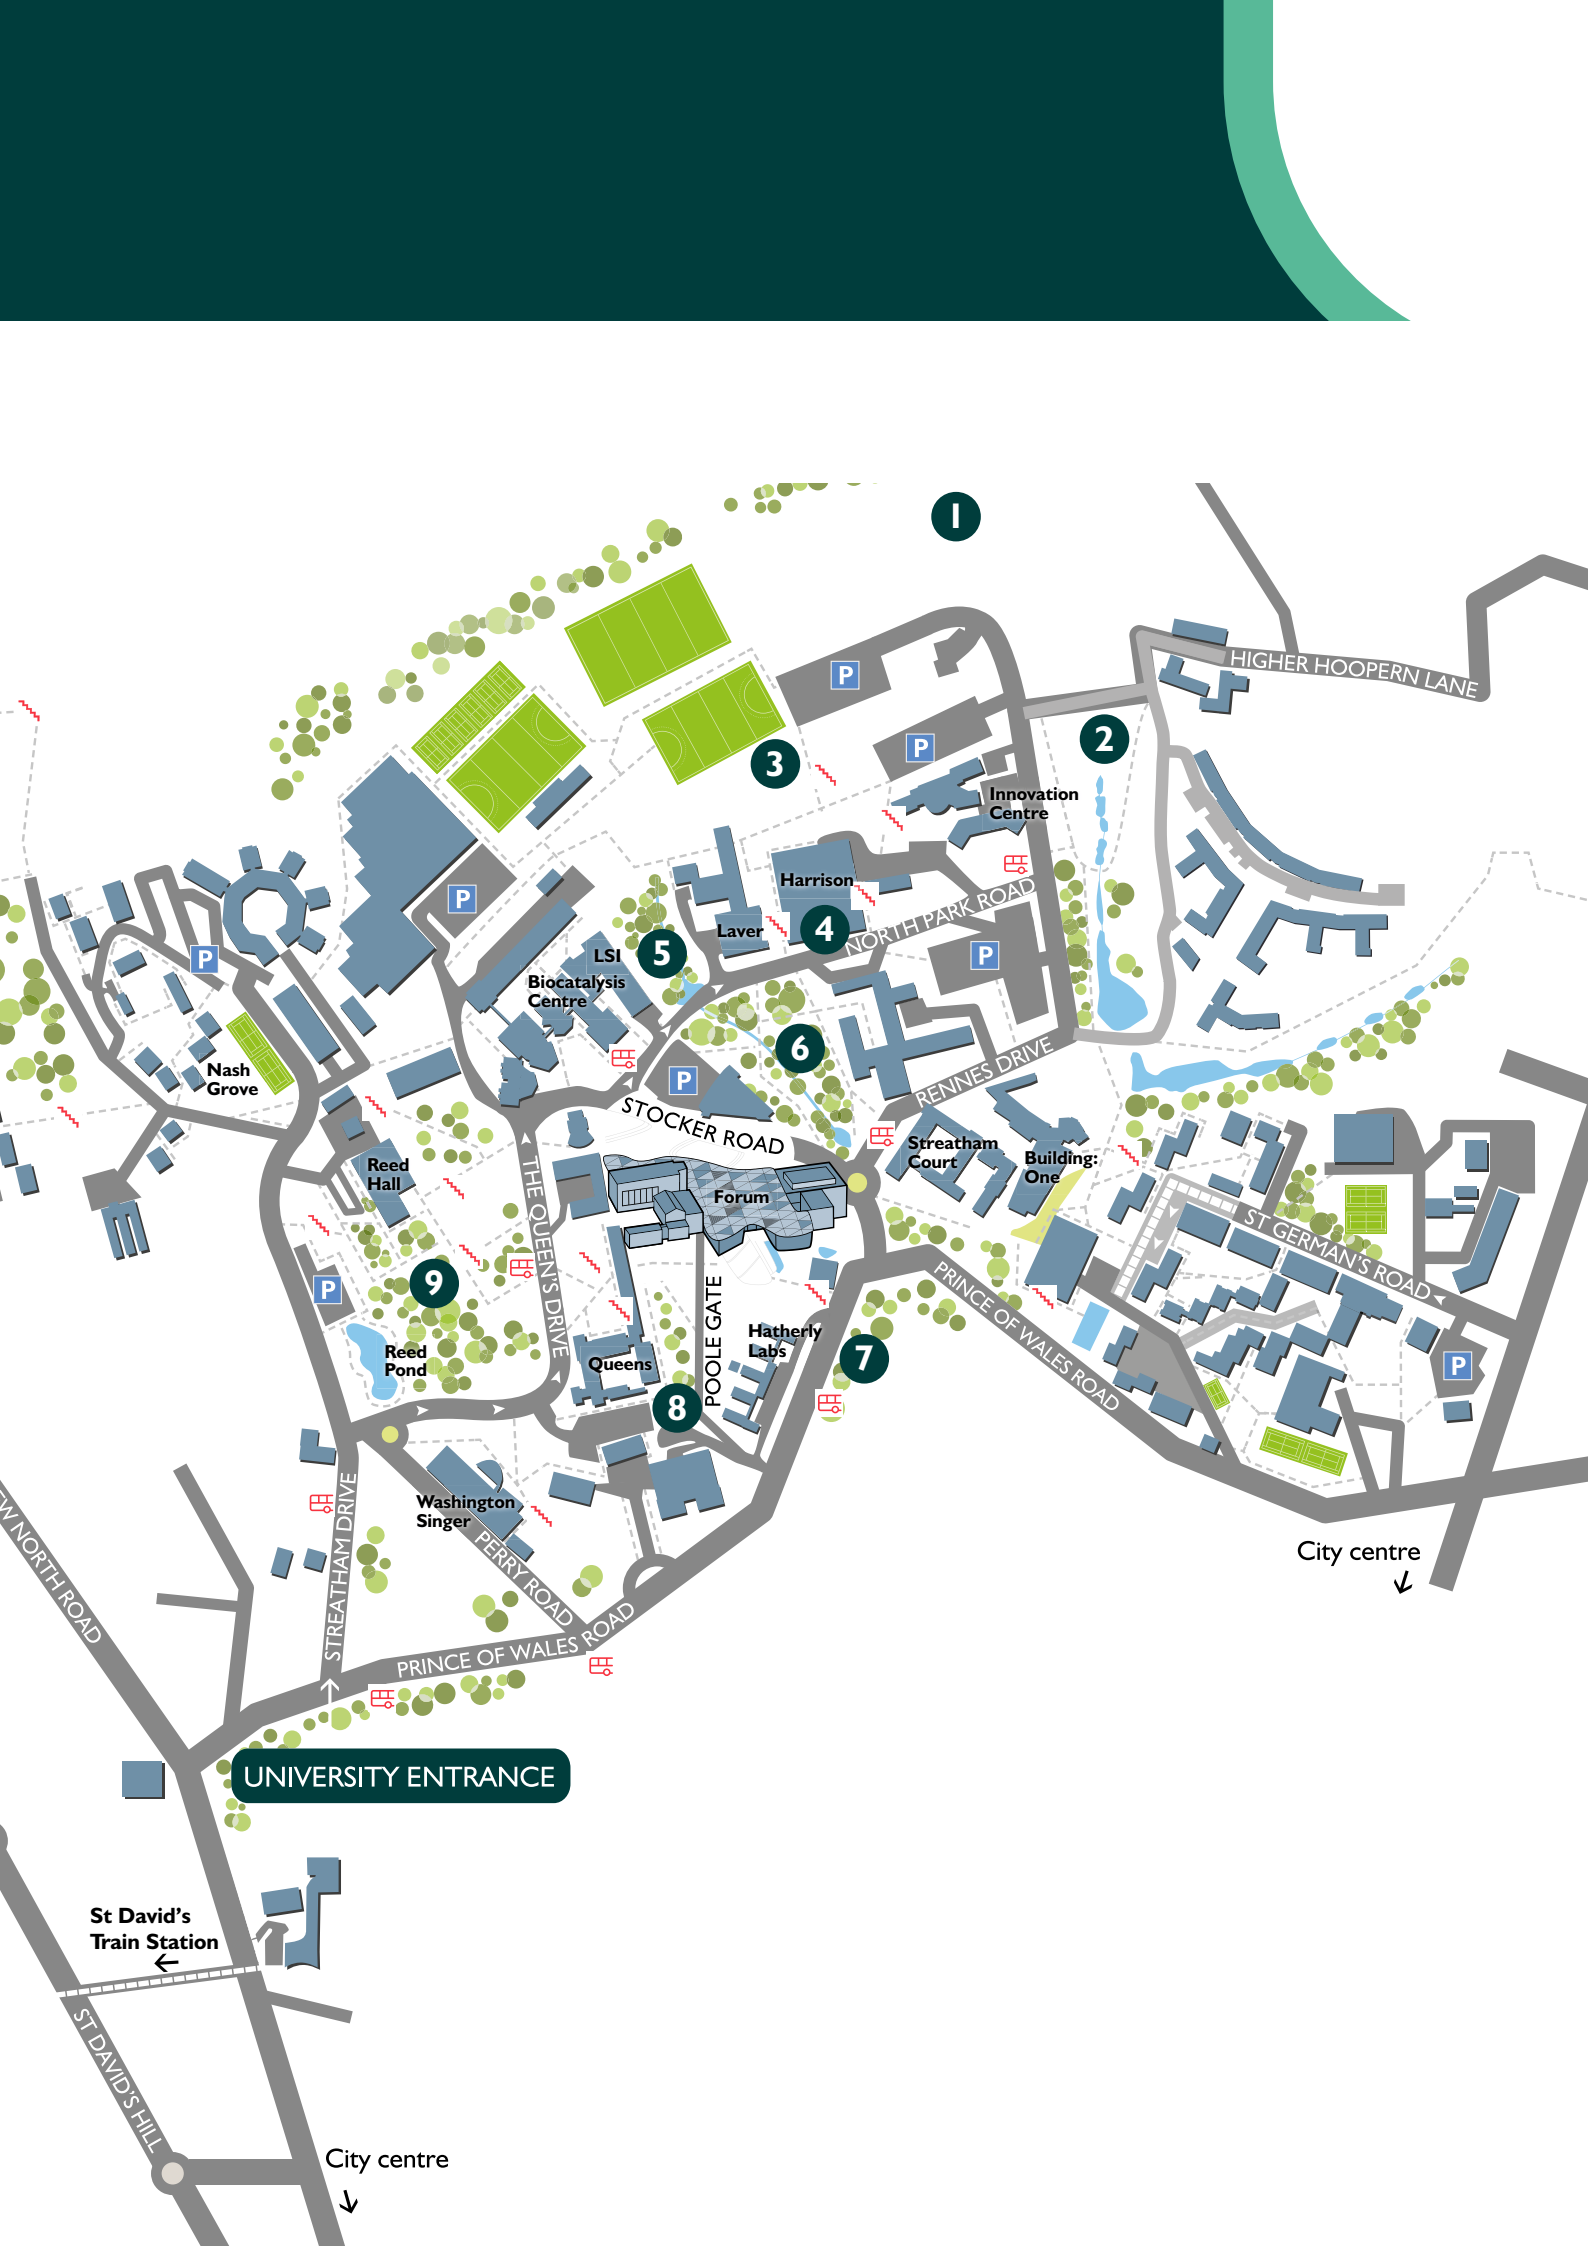 1
HIGHER HOOPERN LANE
P
2
P
3
Innovation
Centre
Harrison
P
NORTH PARK ROAD
Laver
4
5
LSI
P
P
Biocatalysis
Centre
6
Nash
Grove
P
RENNES DRIVE
STOCKER ROAD
Streatham
Court
Building:
One
Reed
Hall
THE QUEEN'S DRIVE
Forum
ST GERMAN'S ROAD
9
P
PRINCE OF WALES ROAD
POOLE GATE
Hatherly
Labs
Reed
Pond
Queens
7
P
8
Washington
Singer
STREATHAM DRIVE
PERRY ROAD
City centre
EW NORTH ROAD
PRINCE OF WALES ROAD
UNIVERSITY ENTRANCE
St David's
Train Station
ST DAVID'S HILL
City centre